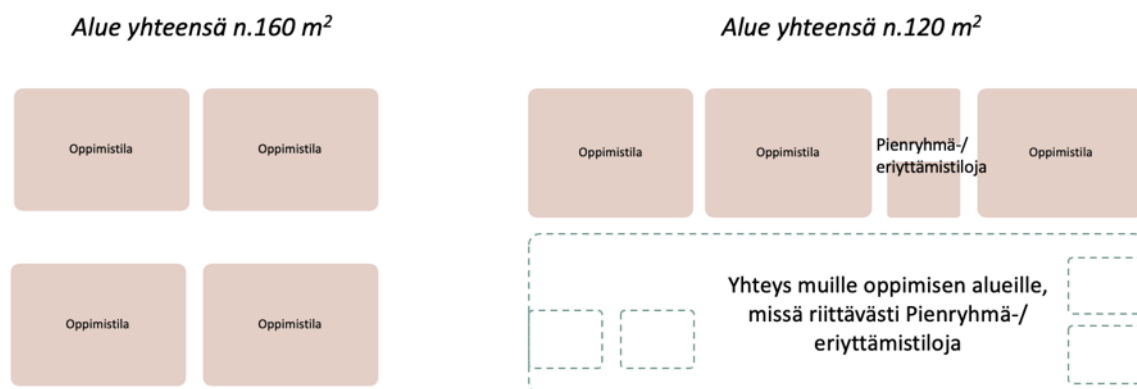 Alue yhteensä n.160 m²
Alue yhteensä n.120 m²
Oppimistila
Oppimistila
Oppimistila
Oppimistila
Pienryhmä-/
eriyttämistiloja
Oppimistila
Yhteys muille oppimisen alueille,
missä riittävästi Pienryhmä-/
eriyttämistiloja
Oppimistila
Oppimistila